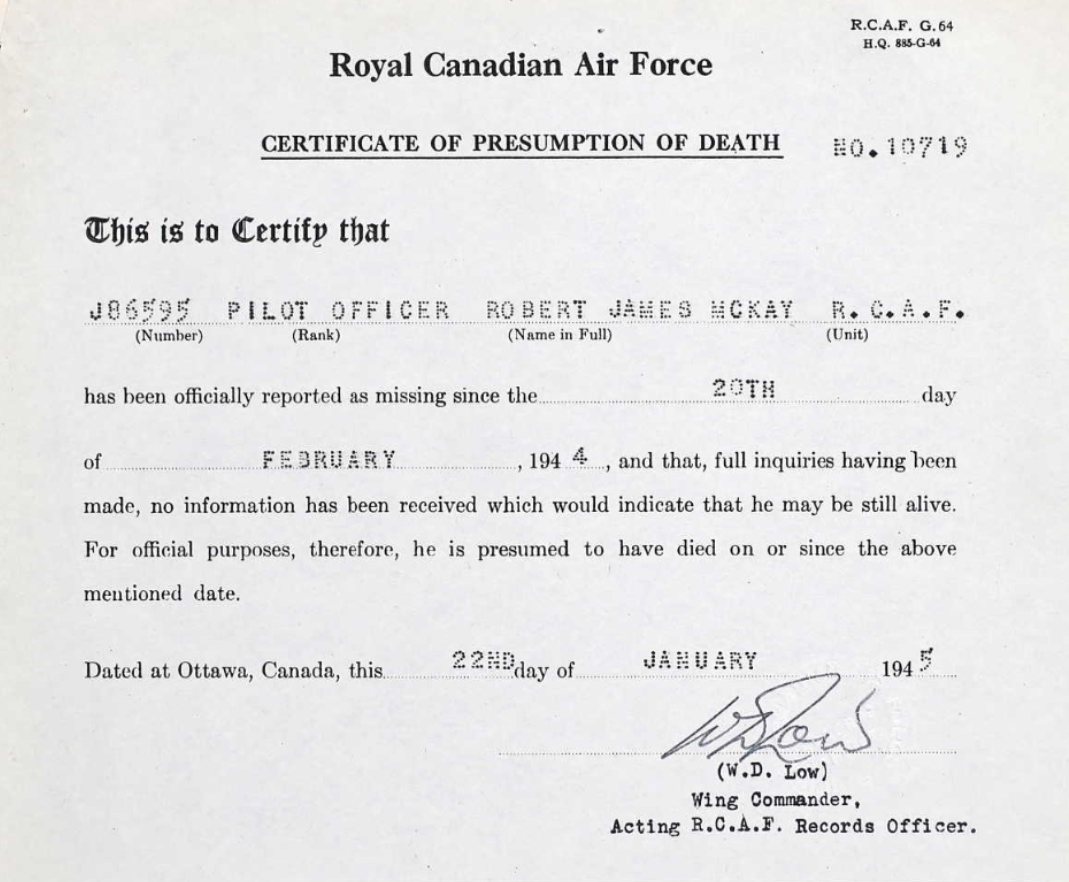 R.C.A.F. G. 64
H.Q. 885-G-64
Royal Canadian Air Force
CERTIFICATE OF PRESUMPTION OF DEATH NO. 10719
This is to Certify that
J86595 PILOT OFFICER ROBERT JAMES MCKAY R.C.A.F.
(Number) (Rank) (Name in Full) (Unit)
has been officially reported as missing since the 20TH day
of FEBRUARY, 1944, and that, full inquiries having been
made, no information has been received which would indicate that he may be still alive.
For official purposes, therefore, he is presumed to have died on or since the above
mentioned date.
Dated at Ottawa, Canada, this 22ND day of JANUARY 1945
WD Low
(W.D. Low)
Wing Commander,
Acting R.C.A.F. Records Officer.